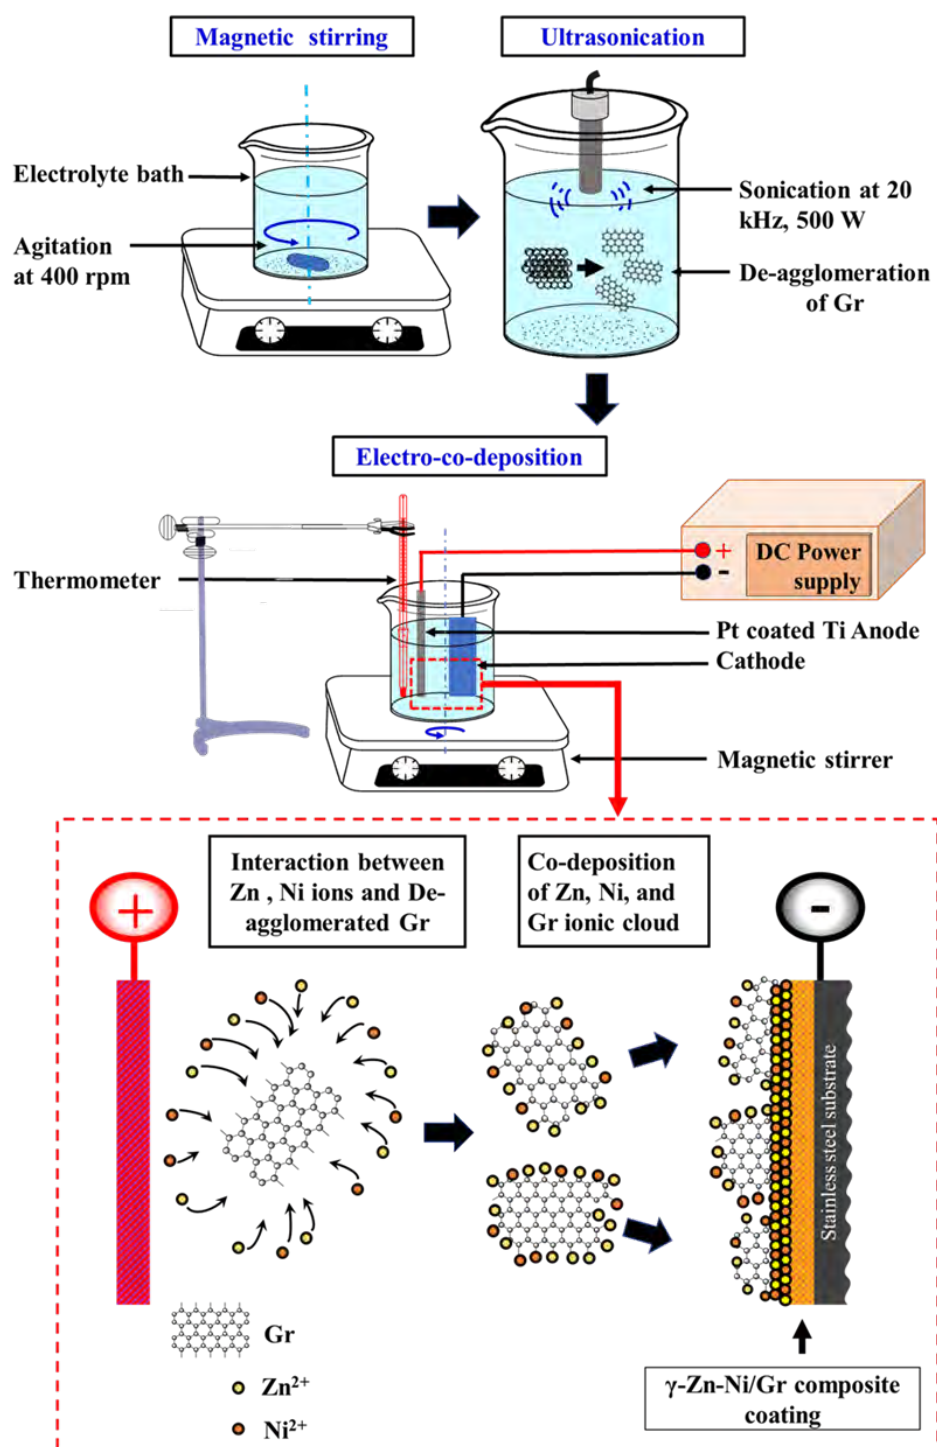 Magnetic stirring
Ultrasonication
Electrolyte bath
Agitation
at 400 rpm
Sonication at 20
kHz, 500 W
De-agglomeration
of Gr
Electro-co-deposition
Thermometer
+
-
DC Power
supply
Pt coated Ti Anode
Cathode
Magnetic stirrer
Interaction between
Zn , Ni ions and De-
agglomerated Gr
Co-deposition
of Zn, Ni, and
Gr ionic cloud
+
-
Stainless steel substrate
Gr
Zn²⁺
Ni²⁺
γ-Zn-Ni/Gr composite
coating